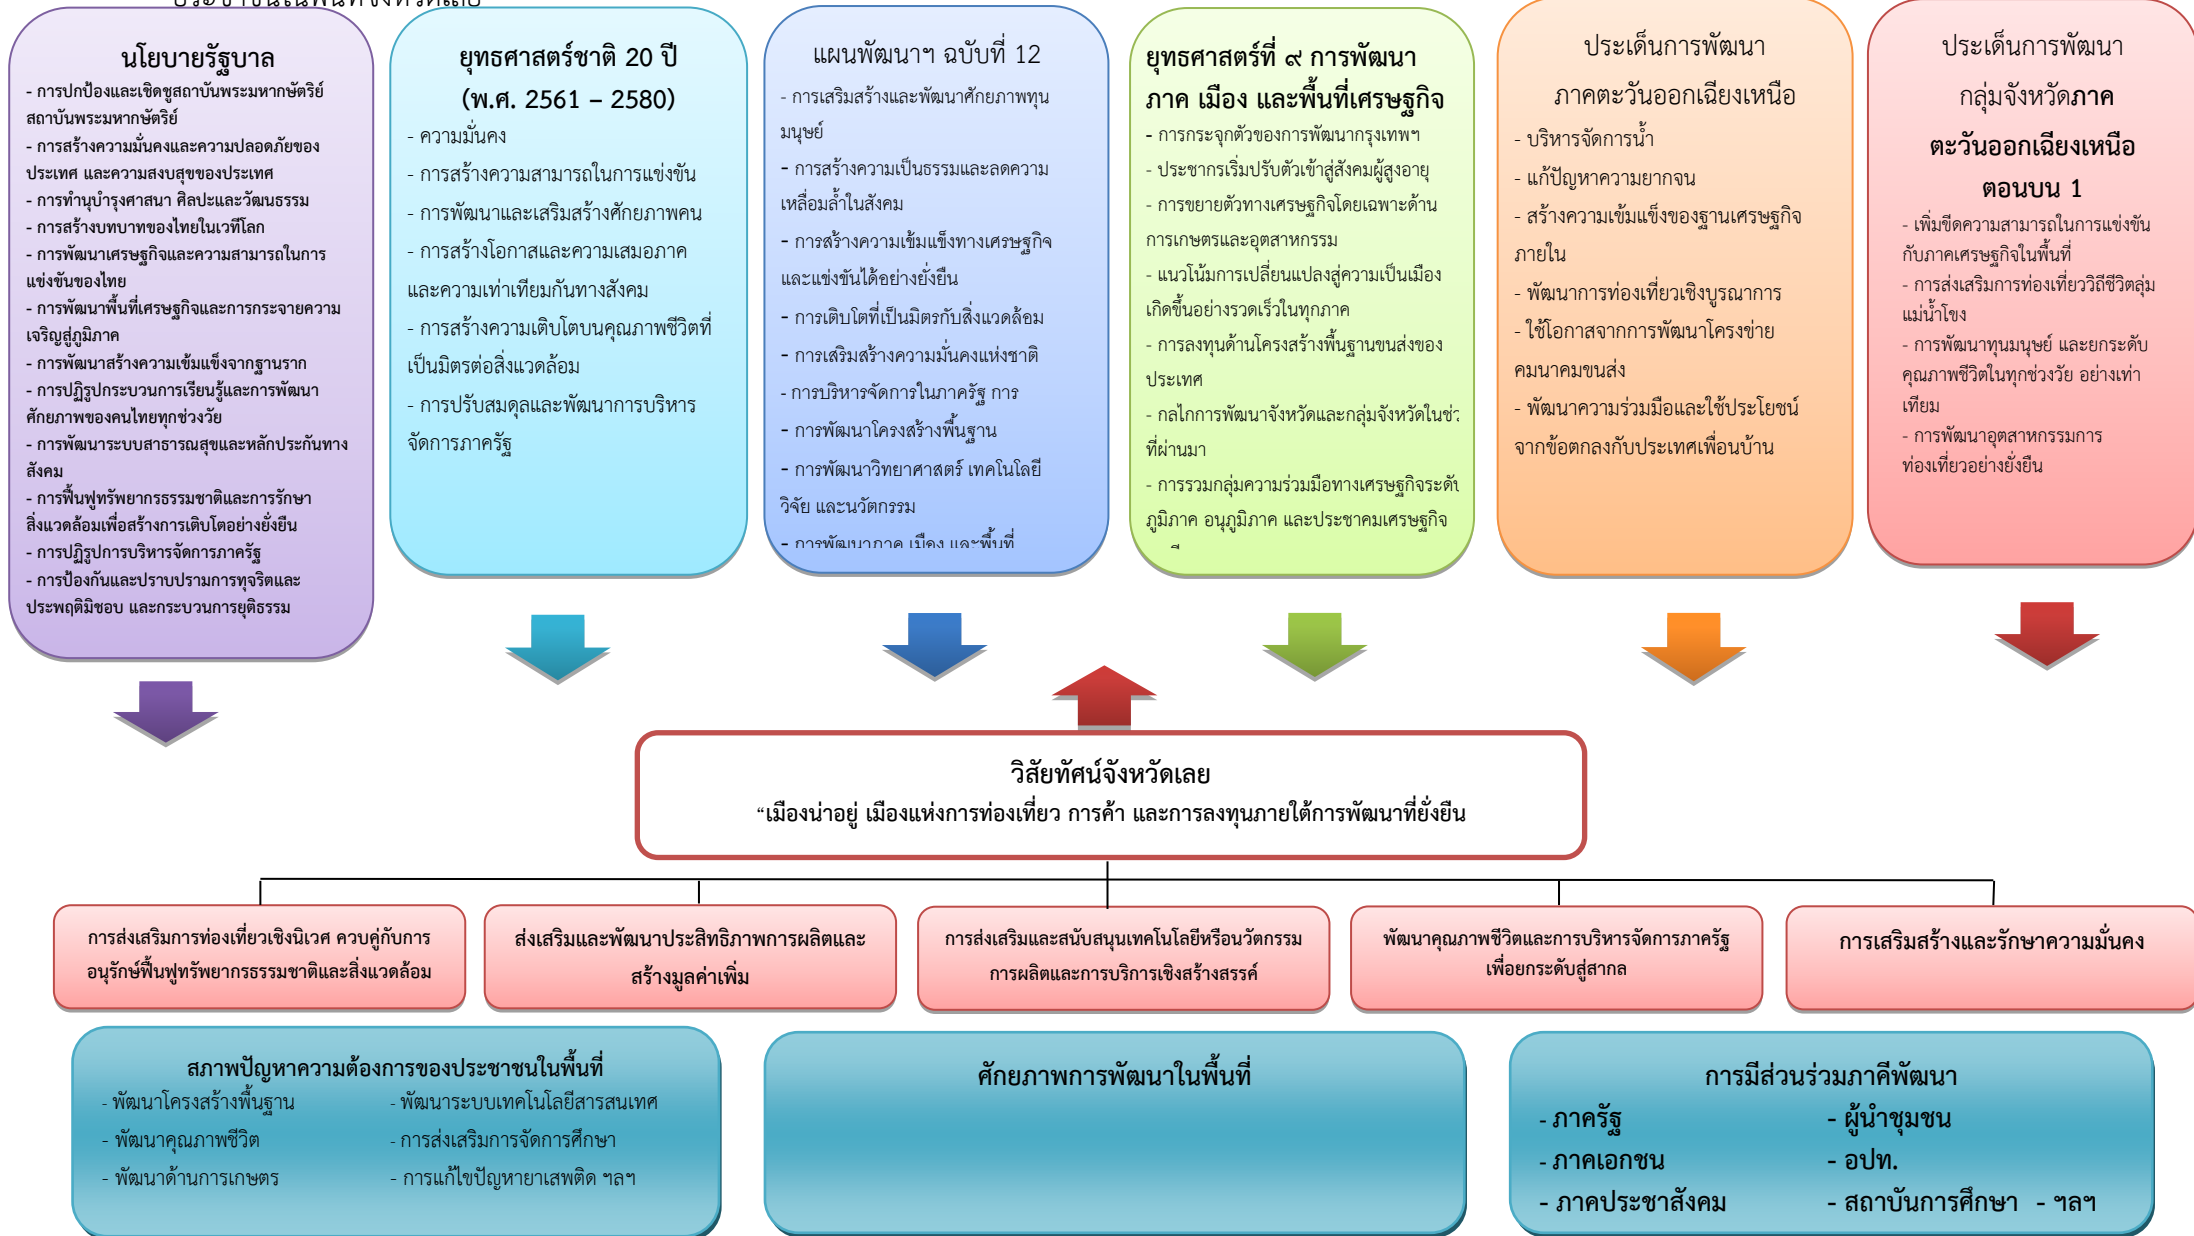 ประชาชนในพื้นที่จังหวัดเลย
นโยบายรัฐบาล
- การปกป้องและเชิดชูสถาบันพระมหากษัตริย์
สถาบันพระมหากษัตริย์
- การสร้างความมั่นคงและความปลอดภัยของ
ประเทศ และความสงบสุขของประเทศ
- การทำนุบำรุงศาสนา ศิลปะและวัฒนธรรม
- การสร้างบทบาทของไทยในเวทีโลก
- การพัฒนาเศรษฐกิจและความสามารถในการ
แข่งขันของไทย
- การพัฒนาพื้นที่เศรษฐกิจและการกระจายความ
เจริญสู่ภูมิภาค
- การพัฒนาสร้างความเข้มแข็งจากฐานราก
- การปฏิรูปกระบวนการเรียนรู้และการพัฒนา
ศักยภาพของคนไทยทุกช่วงวัย
- การพัฒนาระบบสาธารณสุขและหลักประกันทาง
สังคม
- การฟื้นฟูทรัพยากรธรรมชาติและการรักษา
สิ่งแวดล้อมเพื่อสร้างการเติบโตอย่างยั่งยืน
- การปฏิรูปการบริหารจัดการภาครัฐ
- การป้องกันและปราบปรามการทุจริตและ
ประพฤติมิชอบ และกระบวนการยุติธรรม
ยุทธศาสตร์ชาติ 20 ปี
(พ.ศ. 2561 – 2580)
- ความมั่นคง
- การสร้างความสามารถในการแข่งขัน
- การพัฒนาและเสริมสร้างศักยภาพคน
- การสร้างโอกาสและความเสมอภาค
และความเท่าเทียมกันทางสังคม
- การสร้างความเติบโตบนคุณภาพชีวิตที่
เป็นมิตรต่อสิ่งแวดล้อม
- การปรับสมดุลและพัฒนาการบริหาร
จัดการภาครัฐ
แผนพัฒนาฯ ฉบับที่ 12
- การเสริมสร้างและพัฒนาศักยภาพทุน
มนุษย์
- การสร้างความเป็นธรรมและลดความ
เหลื่อมล้ำในสังคม
- การสร้างความเข้มแข็งทางเศรษฐกิจ
และแข่งขันได้อย่างยั่งยืน
- การเติบโตที่เป็นมิตรกับสิ่งแวดล้อม
- การเสริมสร้างความมั่นคงแห่งชาติ
- การบริหารจัดการในภาครัฐ การ
- การพัฒนาโครงสร้างพื้นฐาน
- การพัฒนาวิทยาศาสตร์ เทคโนโลยี
วิจัย และนวัตกรรม
- การพัฒนาภาค เมือง และพื้นที่
ยุทธศาสตร์ที่ ๙ การพัฒนา
ภาค เมือง และพื้นที่เศรษฐกิจ
- การกระจุกตัวของการพัฒนากรุงเทพฯ
- ประชากรเริ่มปรับตัวเข้าสู่สังคมผู้สูงอายุ
- การขยายตัวทางเศรษฐกิจโดยเฉพาะด้าน
การเกษตรและอุตสาหกรรม
- แนวโน้มการเปลี่ยนแปลงสู่ความเป็นเมือง
เกิดขึ้นอย่างรวดเร็วในทุกภาค
- การลงทุนด้านโครงสร้างพื้นฐานขนส่งของ
ประเทศ
- กลไกการพัฒนาจังหวัดและกลุ่มจังหวัดในช่ว
ที่ผ่านมา
- การรวมกลุ่มความร่วมมือทางเศรษฐกิจระดับ
ภูมิภาค อนุภูมิภาค และประชาคมเศรษฐกิจ
ประเด็นการพัฒนา
ภาคตะวันออกเฉียงเหนือ
- บริหารจัดการน้ำ
- แก้ปัญหาความยากจน
- สร้างความเข้มแข็งของฐานเศรษฐกิจ
ภายใน
- พัฒนาการท่องเที่ยวเชิงบูรณาการ
- ใช้โอกาสจากการพัฒนาโครงข่าย
คมนาคมขนส่ง
- พัฒนาความร่วมมือและใช้ประโยชน์
จากข้อตกลงกับประเทศเพื่อนบ้าน
ประเด็นการพัฒนา
กลุ่มจังหวัดภาค
ตะวันออกเฉียงเหนือ
ตอนบน 1
- เพิ่มขีดความสามารถในการแข่งขัน
กับภาคเศรษฐกิจในพื้นที่
- การส่งเสริมการท่องเที่ยววิถีชีวิตลุ่ม
แม่น้ำโขง
- การพัฒนาทุนมนุษย์ และยกระดับ
คุณภาพชีวิตในทุกช่วงวัย อย่างเท่า
เทียม
- การพัฒนาอุตสาหกรรมการ
ท่องเที่ยวอย่างยั่งยืน
วิสัยทัศน์จังหวัดเลย
“เมืองน่าอยู่ เมืองแห่งการท่องเที่ยว การค้า และการลงทุนภายใต้การพัฒนาที่ยั่งยืน
การส่งเสริมการท่องเที่ยวเชิงนิเวศ ควบคู่กับการ
อนุรักษ์ฟื้นฟูทรัพยากรธรรมชาติและสิ่งแวดล้อม
ส่งเสริมและพัฒนาประสิทธิภาพการผลิตและ
สร้างมูลค่าเพิ่ม
การส่งเสริมและสนับสนุนเทคโนโลยีหรือนวัตกรรม
การผลิตและการบริการเชิงสร้างสรรค์
พัฒนาคุณภาพชีวิตและการบริหารจัดการภาครัฐ
เพื่อยกระดับสู่สากล
การเสริมสร้างและรักษาความมั่นคง
สภาพปัญหาความต้องการของประชาชนในพื้นที่
- พัฒนาโครงสร้างพื้นฐาน - พัฒนาระบบเทคโนโลยีสารสนเทศ
- พัฒนาคุณภาพชีวิต - การส่งเสริมการจัดการศึกษา
- พัฒนาด้านการเกษตร - การแก้ไขปัญหายาเสพติด ฯลฯ
ศักยภาพการพัฒนาในพื้นที่
การมีส่วนร่วมภาคีพัฒนา
- ภาครัฐ - ผู้นำชุมชน
- ภาคเอกชน - อปท.
- ภาคประชาสังคม - สถาบันการศึกษา - ฯลฯ